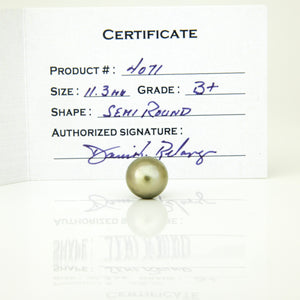 CERTIFICATE
PRODUCT #: 4071
SIZE: 11.3mm GRADE: B+
SHAPE: SEMI ROUND
AUTHORIZED SIGNATURE: